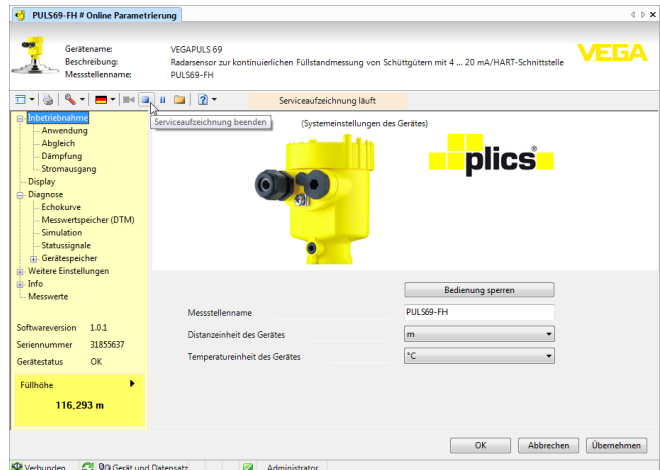 PULS69-FH # Online Parametrierung
Gerätename: VEGAPULS 69
Beschreibung: Radarsensor zur kontinuierlichen Füllstandmessung von Schüttgütern mit 4 ... 20 mA/HART-Schnittstelle
Messstellenname: PULS69-FH
VEGA
Serviceaufzeichnung läuft
Serviceaufzeichnung beenden
Inbetriebnahme
Anwendung
Abgleich
Dämpfung
Stromausgang
Display
Diagnose
Echokurve
Messwertspeicher (DTM)
Simulation
Statussignale
Gerätespeicher
Weitere Einstellungen
Info
Messwerte
Softwareversion 1.0.1
Seriennummer 31855637
Gerätestatus OK
Füllhöhe
116,293 m
(Systemeinstellungen des Gerätes)
plics®
Bedienung sperren
Messstellenname PULS69-FH
Distanzeinheit des Gerätes m
Temperatureinheit des Gerätes °C
OK Abbrechen Übernehmen
Verbunden Gerät und Datensatz Administrator